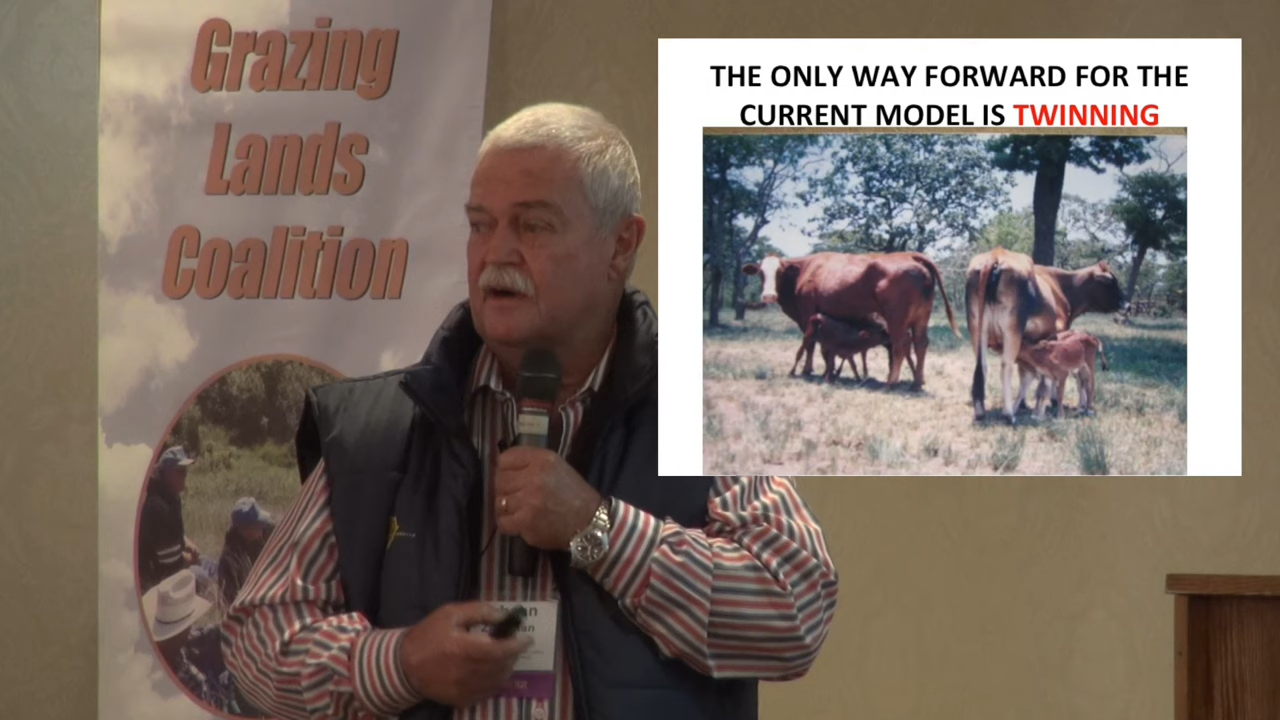 Grazing
Lands
Coalition
THE ONLY WAY FORWARD FOR THE
CURRENT MODEL IS TWINNING